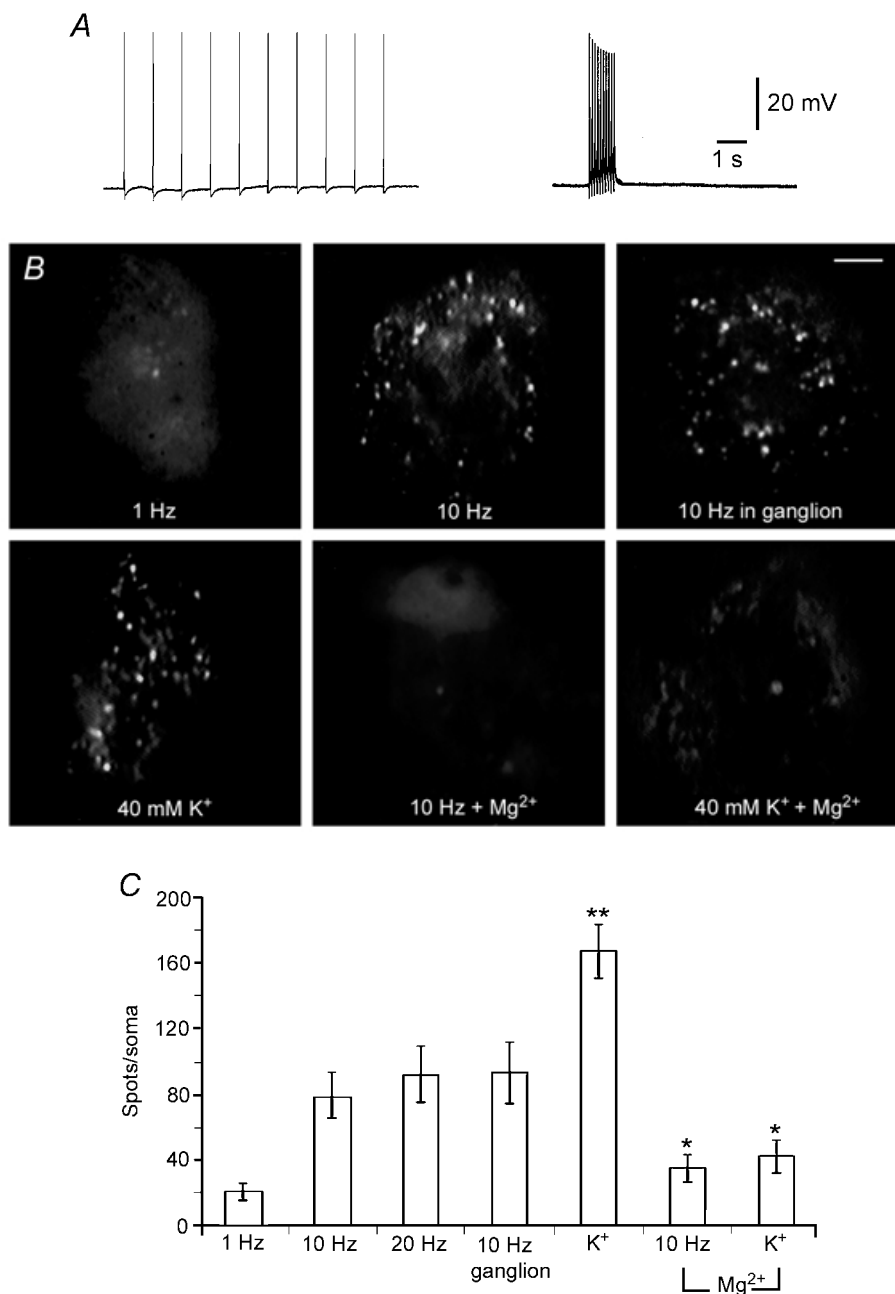 A
20 mV
1 s
B
1 Hz
10 Hz
10 Hz in ganglion
40 mM K⁺
10 Hz + Mg²⁺
40 mM K⁺ + Mg²⁺
C
200
160
120
80
40
0
Spots/soma
**
*
*
1 Hz
10 Hz
20 Hz
10 Hz
ganglion
K⁺
10 Hz
K⁺
Mg²⁺